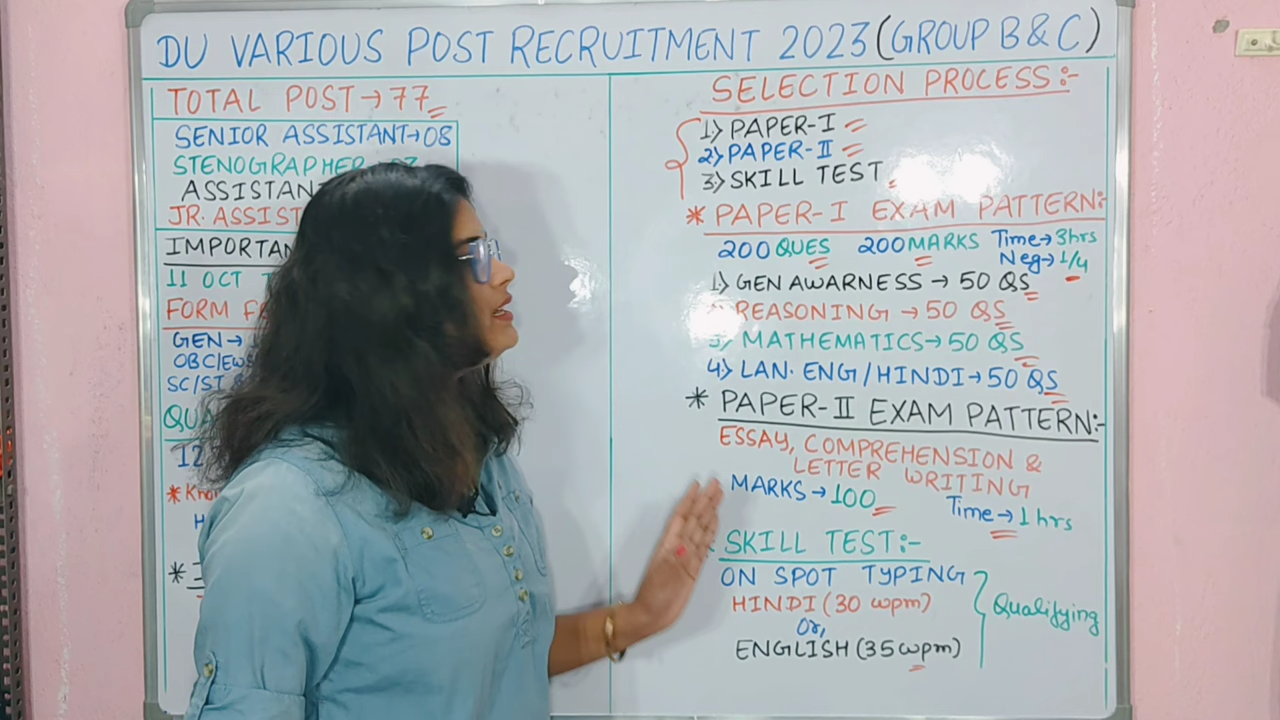 DU VARIOUS POST RECRUITMENT 2023 (GROUP B & C)
TOTAL POST → 77
SENIOR ASSISTANT → 08
STENOGRAPHER
ASSISTAN
JR. ASSIST
IMPORTAN
11 OCT
FORM
GEN →
OBC/EWS
SC/ST
QUA
12
SELECTION PROCESS:-
1) PAPER-I
2) PAPER-II
3) SKILL TEST
* PAPER-I EXAM PATTERN:-
200 QUES 200 MARKS Time → 3hrs
Neg → 1/4
1) GEN AWARNESS → 50 QS
REASONING → 50 QS
3) MATHEMATICS → 50 QS
4) LAN. ENG/HINDI → 50 QS
* PAPER-II EXAM PATTERN:-
ESSAY, COMPREHENSION &
LETTER WRITING
MARKS → 100
Time → 1 hrs
SKILL TEST:-
ON SPOT TYPING
HINDI (30 wpm)
Or,
ENGLISH (35 wpm)
Qualifying